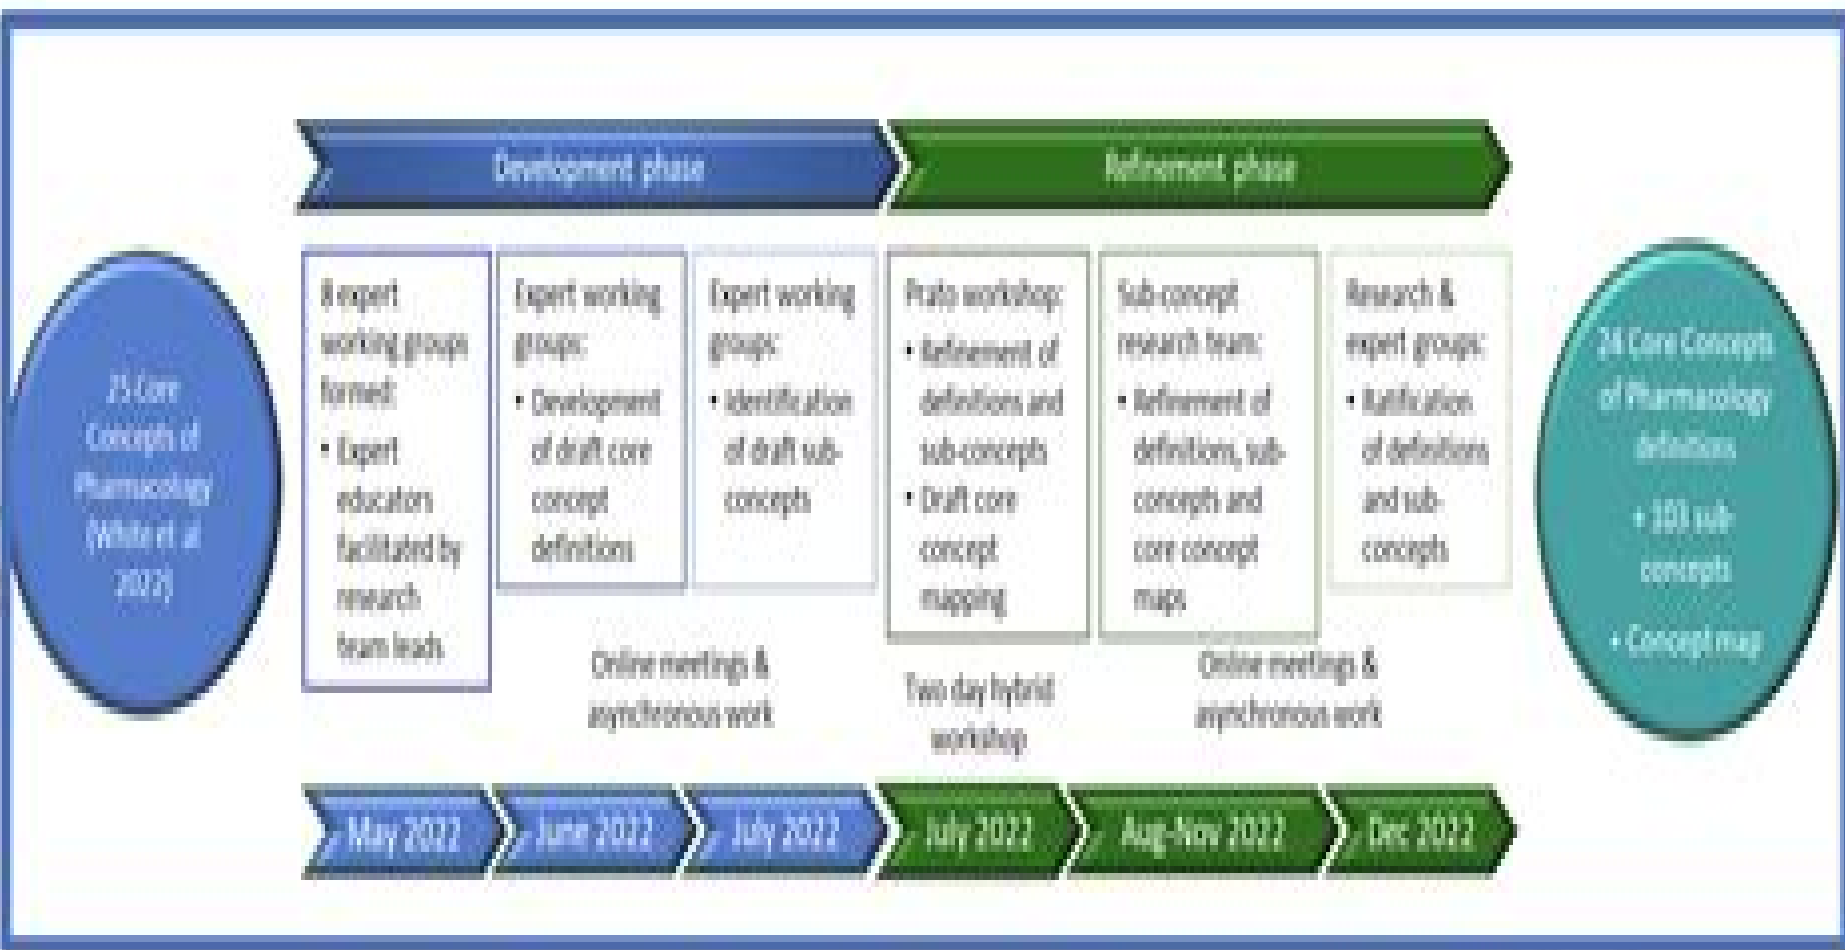 Development phase
Refinement phase
25 Core
Concepts of
Pharmacology
(White et al
2022)
8 expert
working groups
formed:
• Expert
educators
facilitated by
research
team leads
Expert working
groups:
• Development
of draft core
concept
definitions
Expert working
groups:
• Identification
of draft sub-
concepts
Online meetings &
asynchronous work
Prato workshop:
• Refinement of
definitions and
sub-concepts
• Draft core
concept
mapping
Two day hybrid
workshop
Sub-concept
research team:
• Refinement of
definitions, sub-
concepts and
core concept
maps
Research &
expert groups:
• Ratification
of definitions
and sub-
concepts
Online meetings &
asynchronous work
26 Core Concepts
of Pharmacology
definitions
• 103 sub-
concepts
• Concept map
May 2022
June 2022
July 2022
July 2022
Aug-Nov 2022
Dec 2022